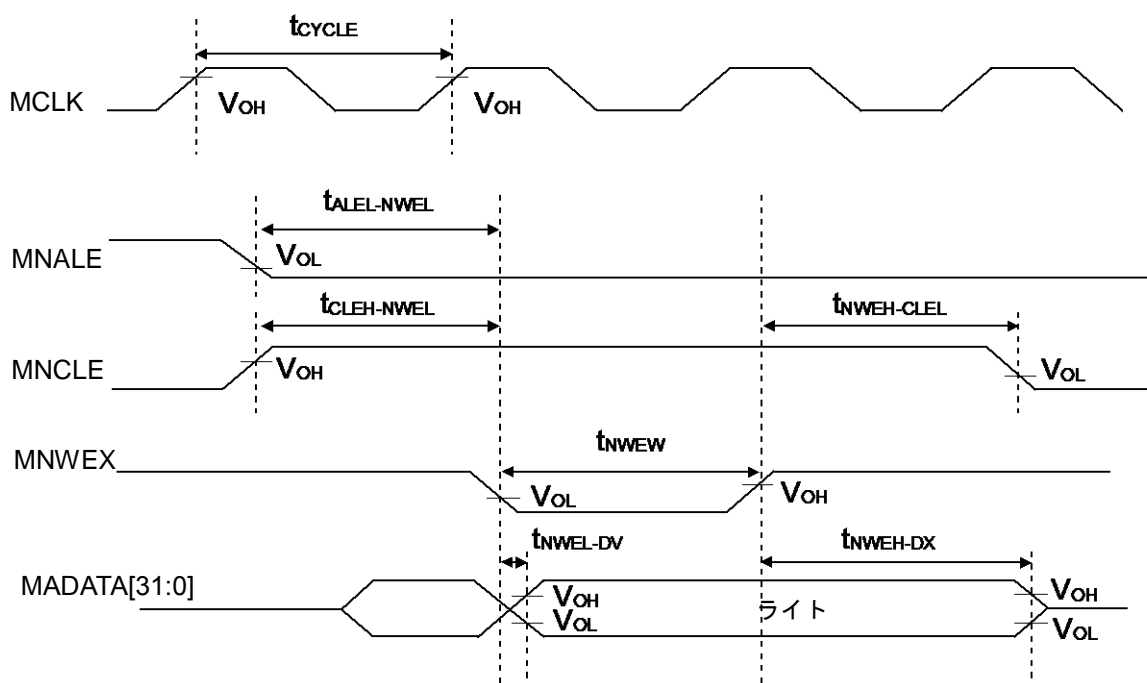 tCYCLE
MCLK
VOH
VOH
tALEL-NWEL
MNALE
VOL
tCLEH-NWEL
tNWEH-CLEL
MNCLE
VOH
VOL
tNWEW
MNWEX
VOL
VOH
tNWEL-DV
tNWEH-DX
MADATA[31:0]
VOH
VOL
ライト
VOH
VOL